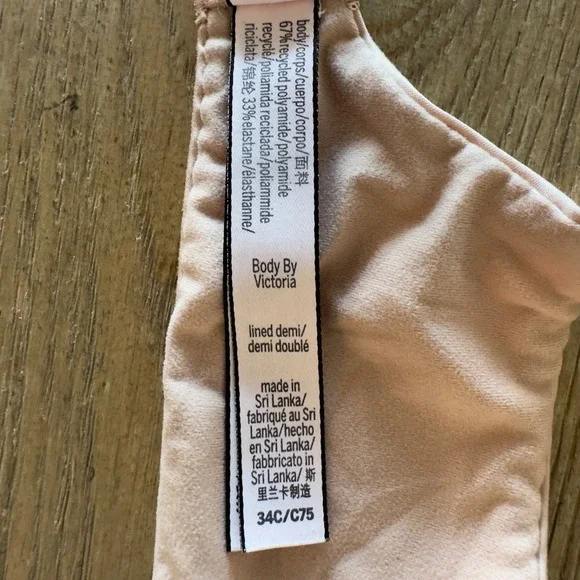 body/corps/cuerpo/corpo/面料
67% recycled polyamide/polyamide
recyclé/poliamida reciclada/poliammide
riciclata/锦纶 33% elastane/élasthanne/
Body By
Victoria
lined demi/
demi doublé
made in
Sri Lanka/
fabriqué au Sri
Lanka/hecho
en Sri Lanka/
fabbricato in
Sri Lanka/ 斯
里兰卡制造
34C/C75